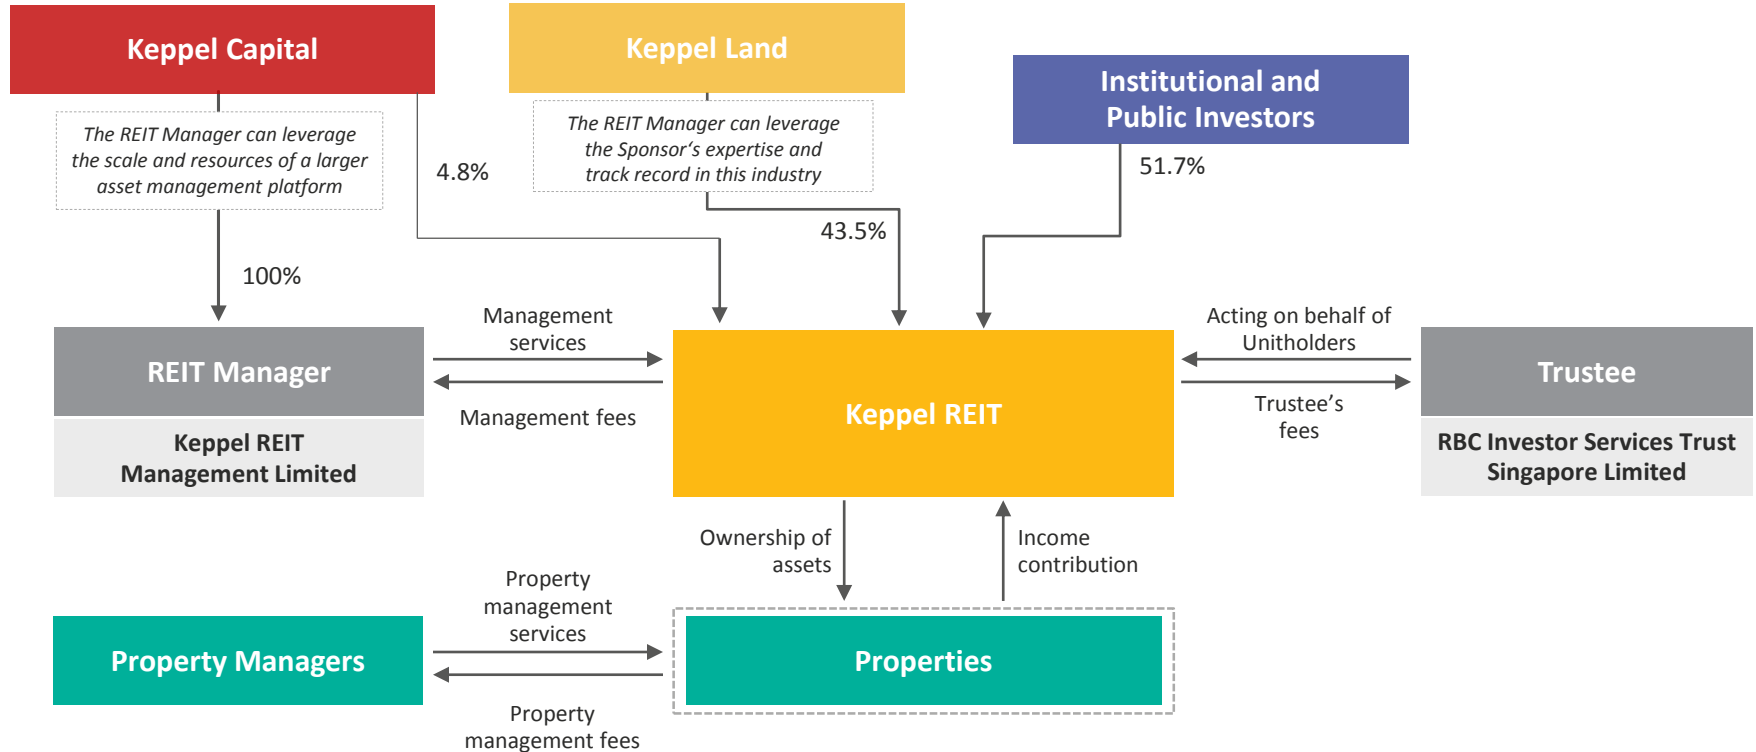 Keppel Capital
Keppel Land
Institutional and
Public Investors
The REIT Manager can leverage
the scale and resources of a larger
asset management platform
4.8%
The REIT Manager can leverage
the Sponsor‘s expertise and
track record in this industry
51.7%
43.5%
100%
Management
services
Acting on behalf of
Unitholders
REIT Manager
Keppel REIT
Trustee
Management fees
Trustee’s
fees
Keppel REIT
Management Limited
RBC Investor Services Trust
Singapore Limited
Ownership of
assets
Income
contribution
Property
management
services
Property Managers
Properties
Property
management fees